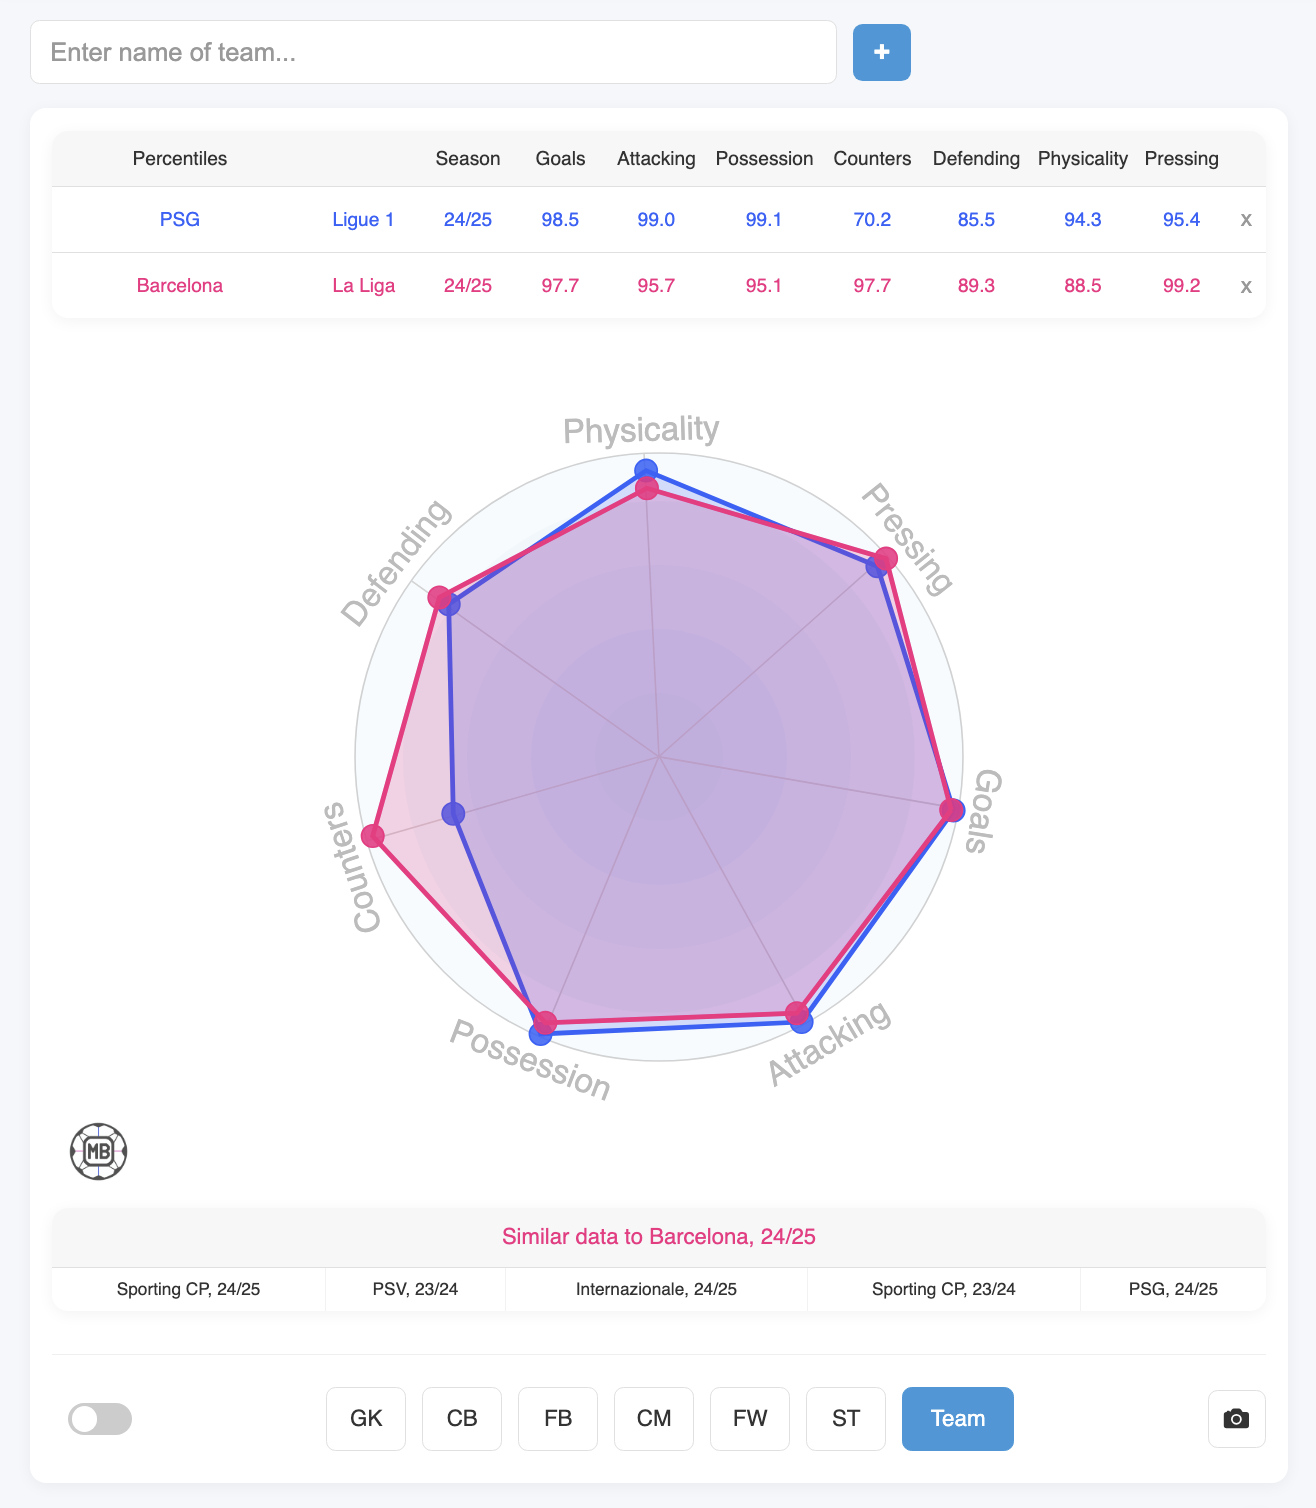 Enter name of team...
+
Percentiles Season Goals Attacking Possession Counters Defending Physicality Pressing
PSG Ligue 1 24/25 98.5 99.0 99.1 70.2 85.5 94.3 95.4 x
Barcelona La Liga 24/25 97.7 95.7 95.1 97.7 89.3 88.5 99.2 x
Physicality
Pressing
Defending
Goals
Counters
Attacking
Possession
MB
Similar data to Barcelona, 24/25
Sporting CP, 24/25 PSV, 23/24 Internazionale, 24/25 Sporting CP, 23/24 PSG, 24/25
GK CB FB CM FW ST Team